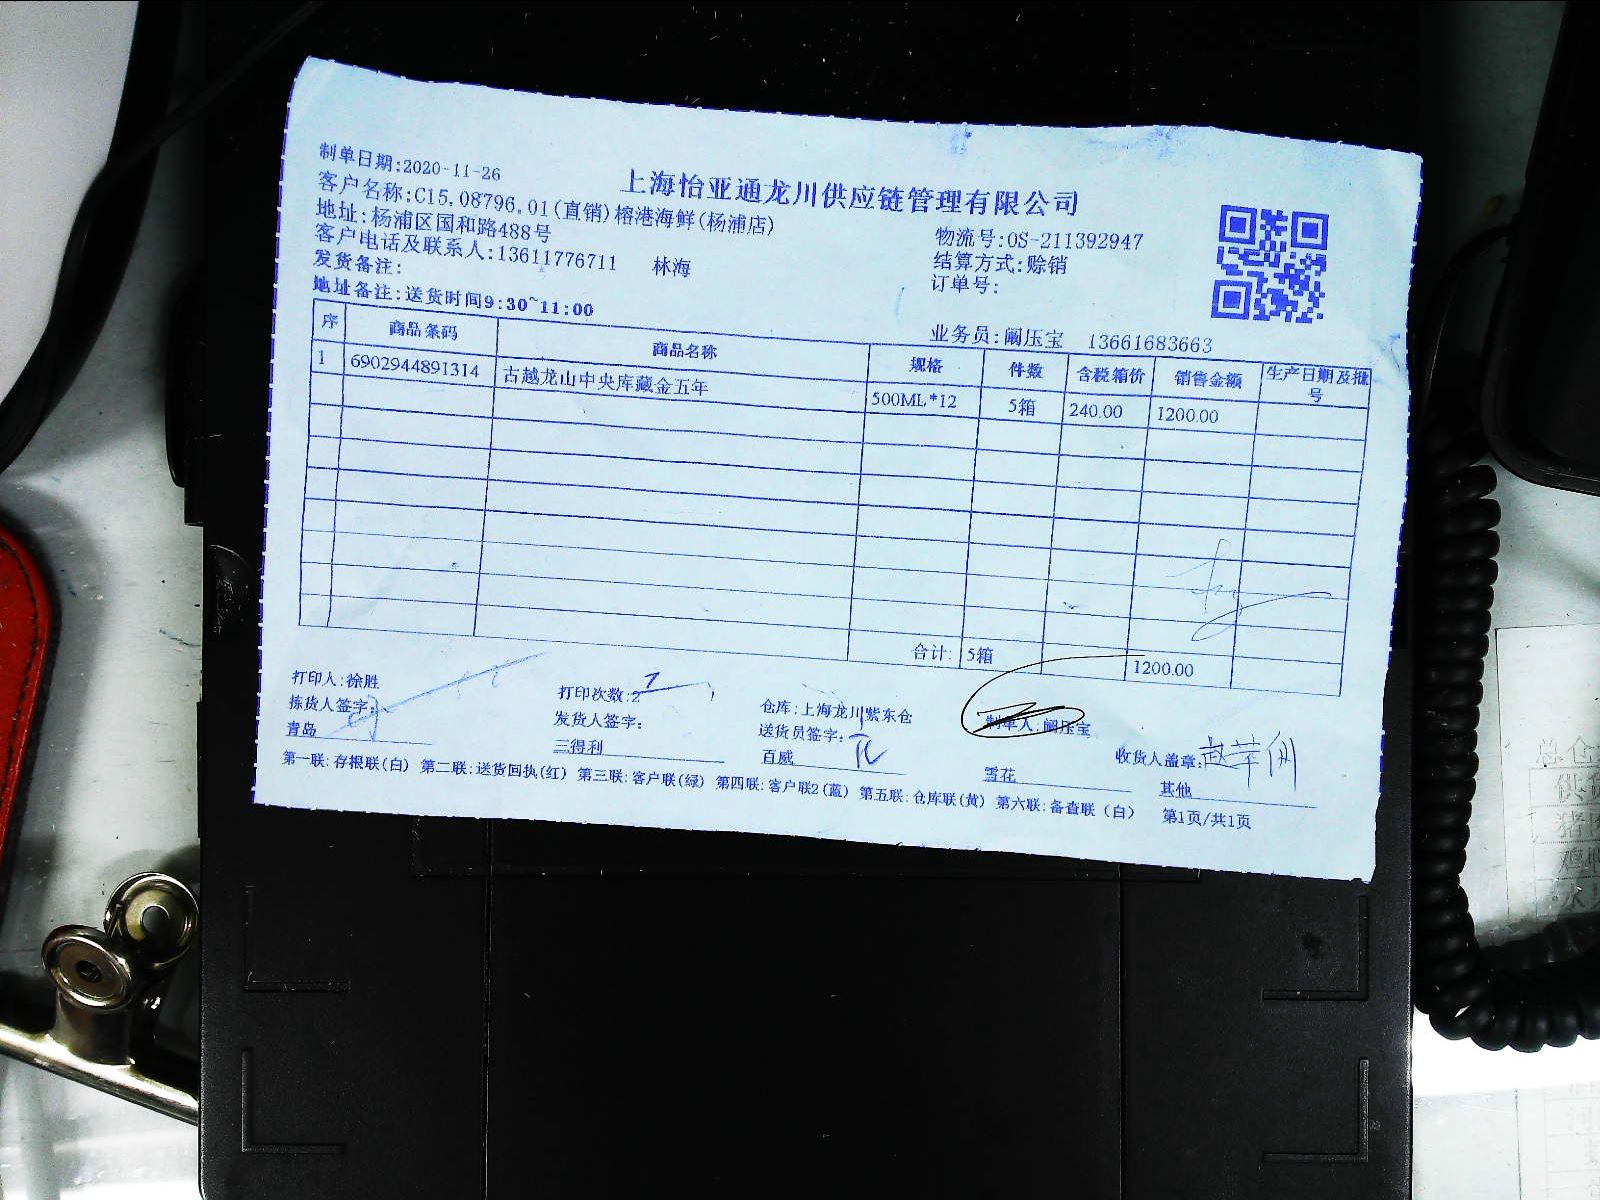 制单日期:2020-11-26
上海怡亚通龙川供应链管理有限公司
客户名称:C15.08796.01(直销)榕港海鲜(杨浦店)
地址:杨浦区国和路488号
物流号:OS-211392947
客户电话及联系人:13611776711 林海
结算方式:赊销
发货备注:
订单号:
地址备注:送货时间9:30~11:00
业务员:阚压宝 13661683663
序 商品条码 商品名称 规格 件数 含税箱价 销售金额 生产日期及批号
1 6902944891314 古越龙山中央库藏金五年 500ML*12 5箱 240.00 1200.00
合计: 5箱 1200.00
打印人:徐胜 打印次数:2 仓库:上海龙川紫东仓 制单人:阚压宝
拣货人签字: 发货人签字: 送货员签字: 收货人盖章:
青岛 三得利 百威 雪花 其他
第一联:存根联(白) 第二联:送货回执(红) 第三联:客户联(绿) 第四联:客户联2(蓝) 第五联:仓库联(黄) 第六联:备查联(白) 第1页/共1页